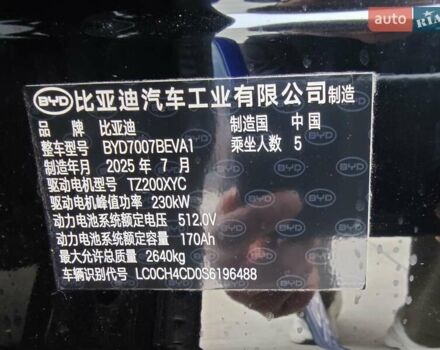 auto RIA
BYD 比亚迪汽车工业有限公司 制造
品 牌 比亚迪 制造国 中国
整车型号 BYD7007BEVA1 乘坐人数 5
制造年月 2025 年 7 月
驱动电机型号 TZ200XYC
驱动电机峰值功率 230kW
动力电池系统额定电压 512.0V
动力电池系统额定容量 170Ah
最大允许总质量 2640kg
车辆识别代号 LC0CH4CD0S6196488